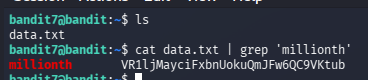 bandit7@bandit:~$ ls
data.txt
bandit7@bandit:~$ cat data.txt | grep 'millionth'
millionth VR1ljMayciFxbnUokuQmJFw6QC9VKtub